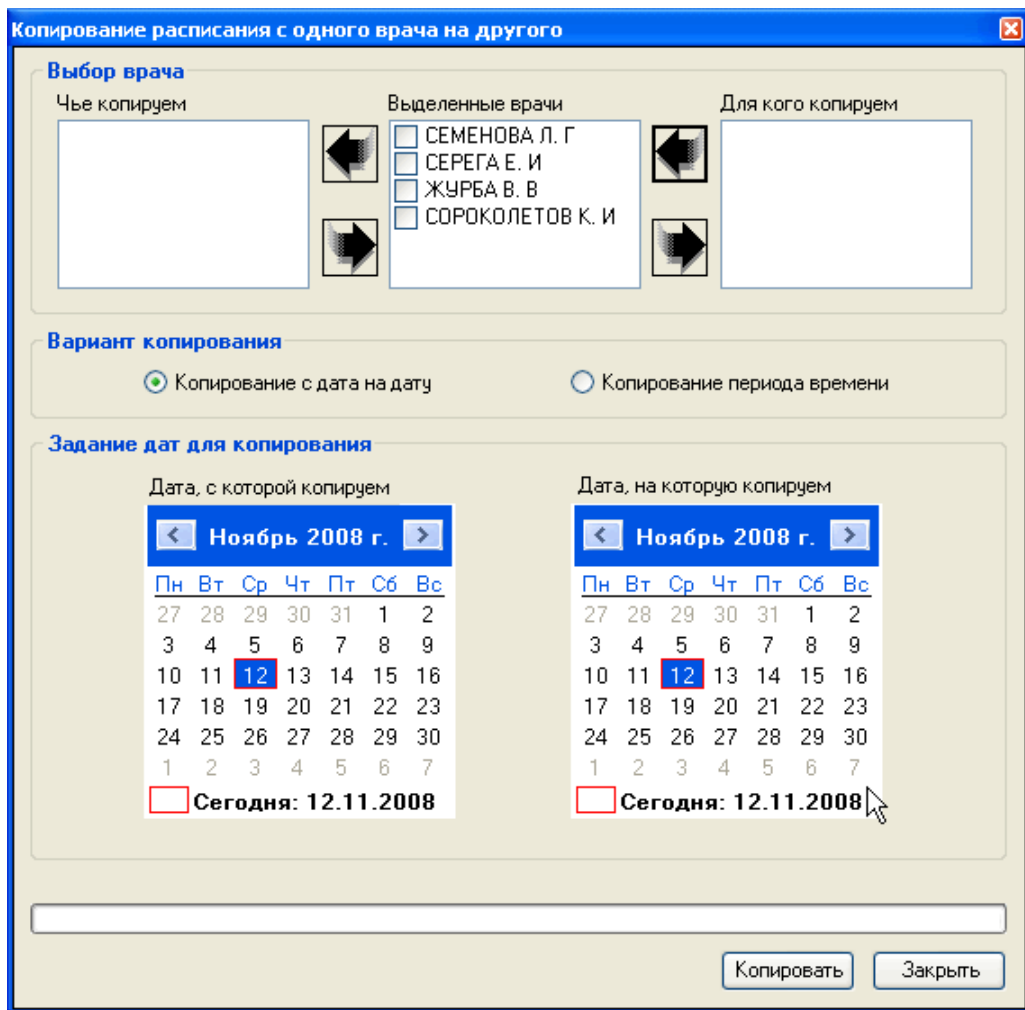 Копирование расписания с одного врача на другого
Выбор врача
Чье копируем
Выделенные врачи
Для кого копируем
СЕМЕНОВА Л. Г
СЕРЕГА Е. И
ЖУРБА В. В
СОРОКОЛЕТОВ К. И
Вариант копирования
Копирование с дата на дату
Копирование периода времени
Задание дат для копирования
Дата, с которой копируем
Ноябрь 2008 г.
Пн Вт Ср Чт Пт Сб Вс
27 28 29 30 31 1 2
3 4 5 6 7 8 9
10 11 12 13 14 15 16
17 18 19 20 21 22 23
24 25 26 27 28 29 30
1 2 3 4 5 6 7
Сегодня: 12.11.2008
Дата, на которую копируем
Ноябрь 2008 г.
Пн Вт Ср Чт Пт Сб Вс
27 28 29 30 31 1 2
3 4 5 6 7 8 9
10 11 12 13 14 15 16
17 18 19 20 21 22 23
24 25 26 27 28 29 30
1 2 3 4 5 6 7
Сегодня: 12.11.2008
Копировать
Закрыть